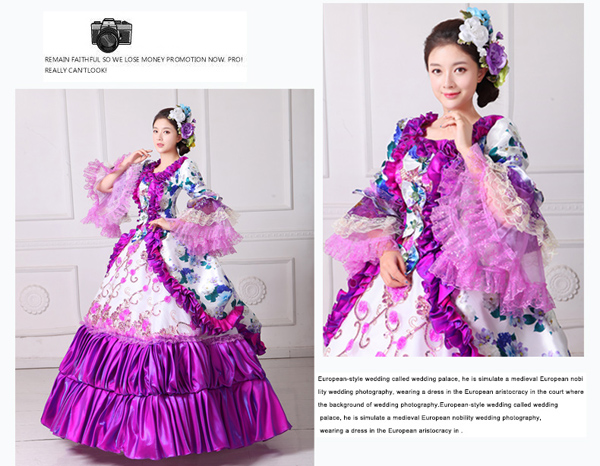 REMAIN FAITHFUL SO WE LOSE MONEY PROMOTION NOW. PRO!
REALLY CAN'TLOOK!
European-style wedding called wedding palace, he is simulate a medieval European nobi
lity wedding photography, wearing a dress in the European aristocracy in the court where
the background of wedding photography.European-style wedding called wedding
palace, he is simulate a medieval European nobility wedding photography,
wearing a dress in the European aristocracy in .